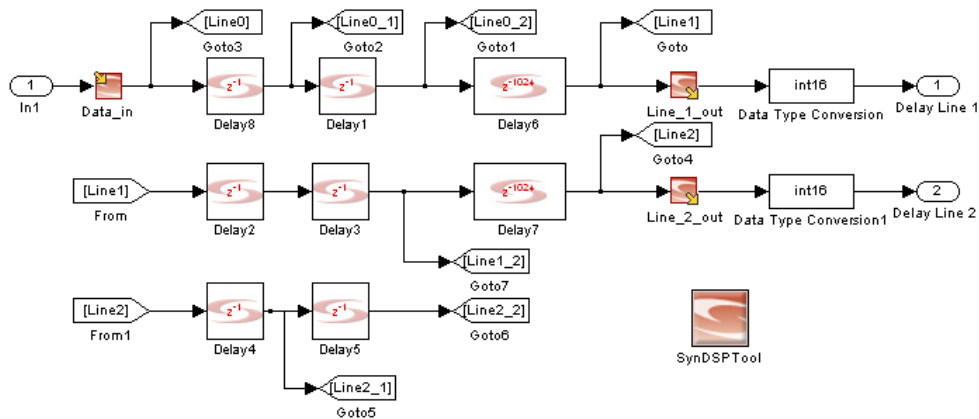 [Line0]
[Line0_1]
[Line0_2]
[Line1]
Goto3
Goto2
Goto1
Goto
1
z-1
z-1
z-1024
int16
1
In1
Data_in
Delay8
Delay1
Delay6
Line_1_out
Data Type Conversion
Delay Line 1
[Line2]
Goto4
[Line1]
z-1
z-1
z-1024
int16
2
From
Delay2
Delay3
Delay7
Line_2_out
Data Type Conversion1
Delay Line 2
[Line1_2]
Goto7
[Line2]
z-1
z-1
[Line2_2]
From1
Delay4
Delay5
Goto6
SynDSPTool
[Line2_1]
Goto5